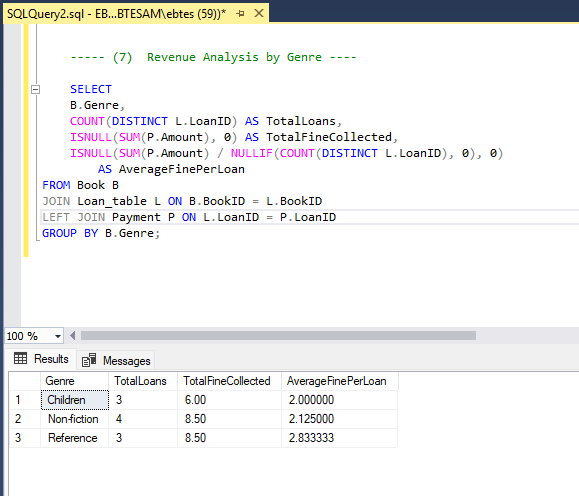 SQLQuery2.sql - EB...BTESAM\ebtes (59))*
----- (7)  Revenue Analysis by Genre ----
SELECT
B.Genre,
COUNT(DISTINCT L.LoanID) AS TotalLoans,
ISNULL(SUM(P.Amount), 0) AS TotalFineCollected,
ISNULL(SUM(P.Amount) / NULLIF(COUNT(DISTINCT L.LoanID), 0), 0)
AS AverageFinePerLoan
FROM Book B
JOIN Loan_table L ON B.BookID = L.BookID
LEFT JOIN Payment P ON L.LoanID = P.LoanID
GROUP BY B.Genre;
100 %
Results Messages
Genre TotalLoans TotalFineCollected AverageFinePerLoan
1 Children 3 6.00 2.000000
2 Non-fiction 4 8.50 2.125000
3 Reference 3 8.50 2.833333